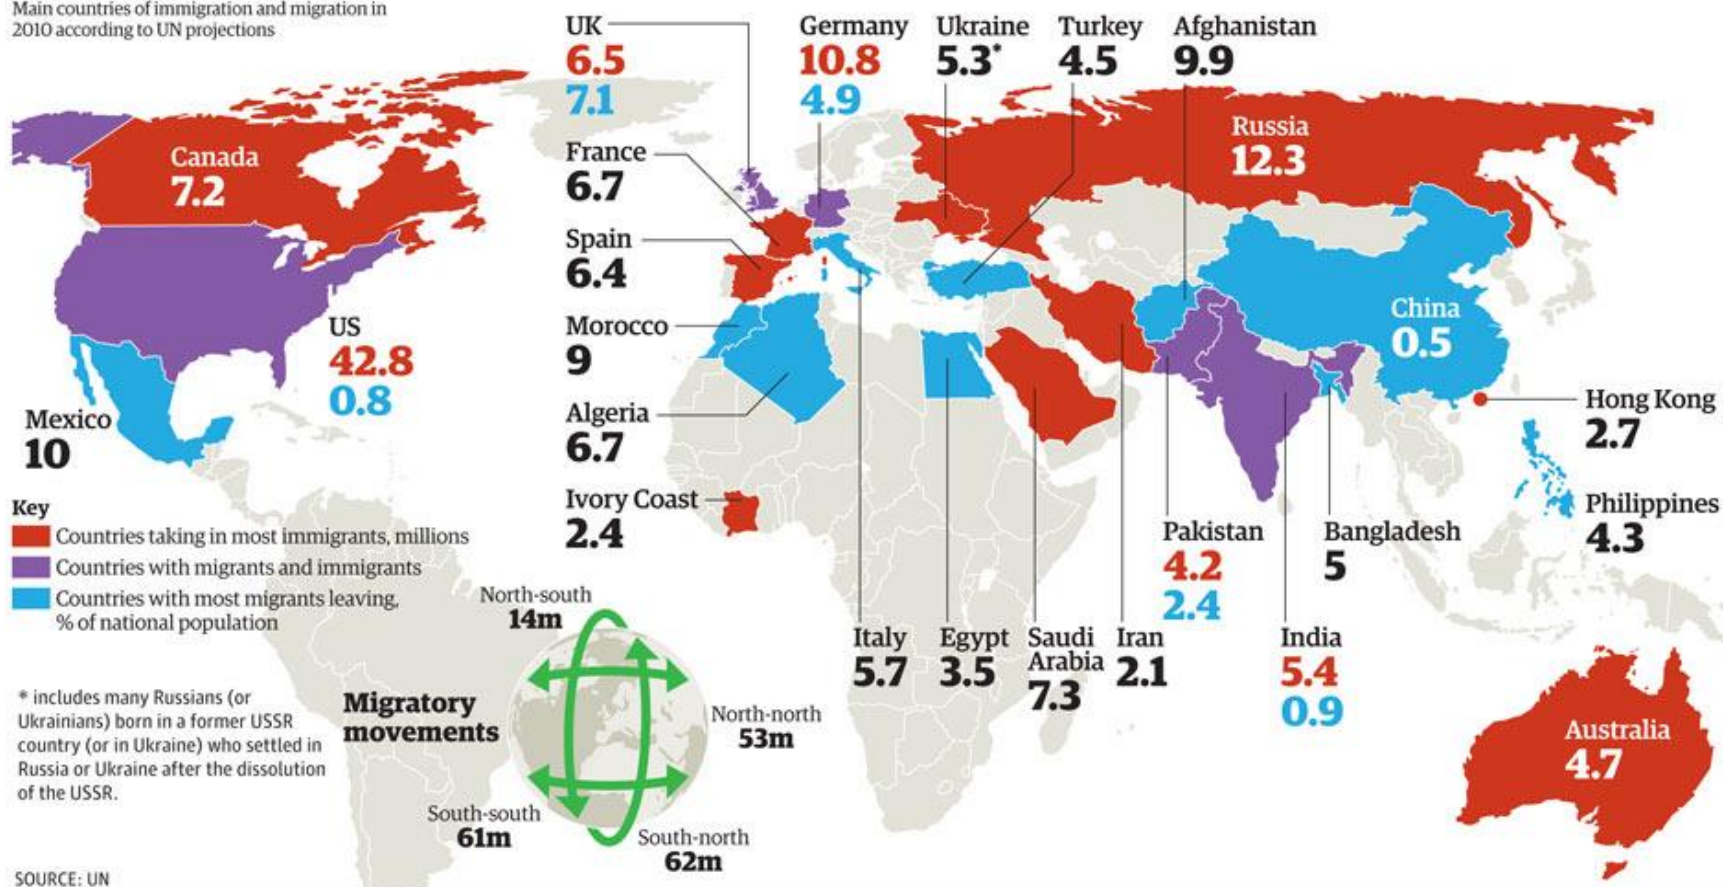 Main countries of immigration and migration in
2010 according to UN projections
UK
6.5
7.1
Germany
10.8
4.9
Ukraine
5.3*
Turkey
4.5
Afghanistan
9.9
Canada
7.2
France
6.7
Russia
12.3
Spain
6.4
US
42.8
0.8
Morocco
9
China
0.5
Mexico
10
Algeria
6.7
Hong Kong
2.7
Ivory Coast
2.4
Philippines
4.3
Pakistan
4.2
2.4
Bangladesh
5
Italy
5.7
Egypt
3.5
Saudi
Arabia
7.3
Iran
2.1
India
5.4
0.9
Australia
4.7
Key
Countries taking in most immigrants, millions
Countries with migrants and immigrants
Countries with most migrants leaving,
% of national population
North-south
14m
Migratory
movements
North-north
53m
South-south
61m
South-north
62m
* includes many Russians (or
Ukrainians) born in a former USSR
country (or in Ukraine) who settled in
Russia or Ukraine after the dissolution
of the USSR.
SOURCE: UN